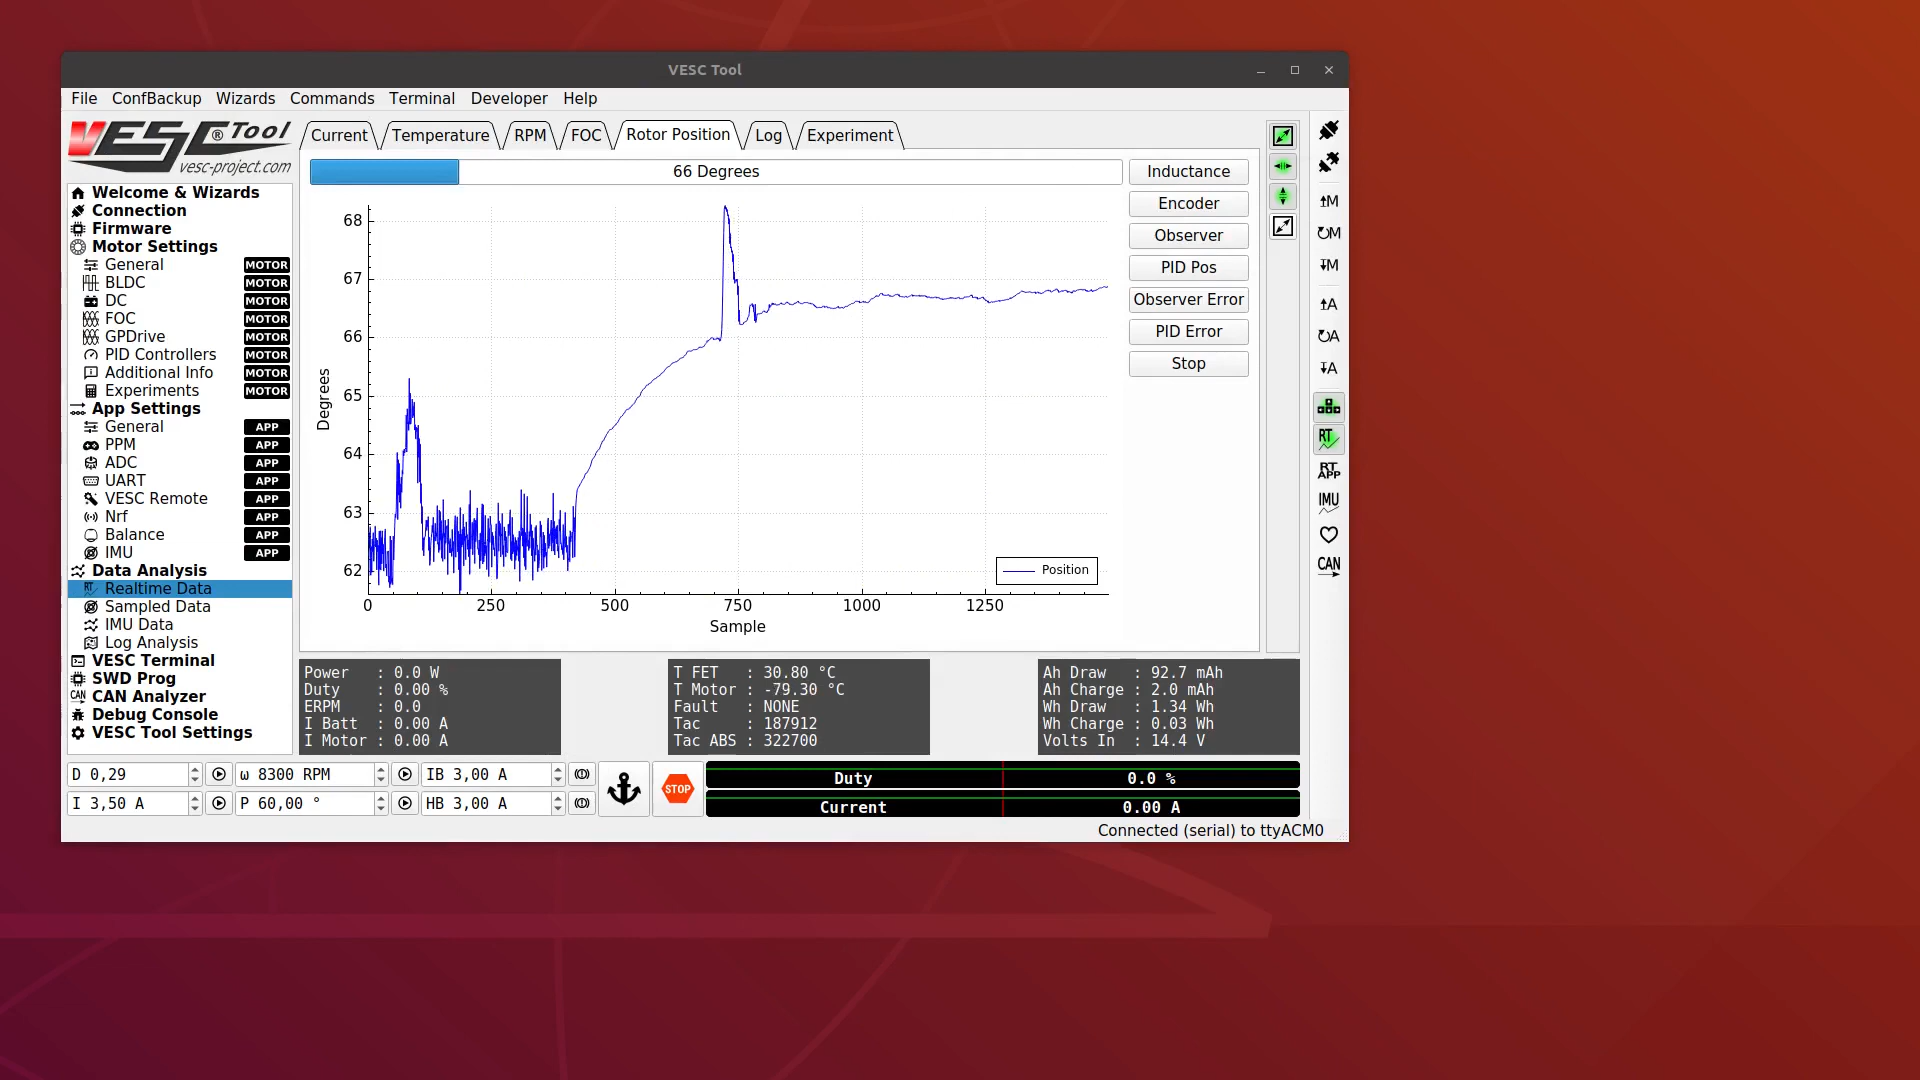 VESC Tool
File ConfBackup Wizards Commands Terminal Developer Help
VESC ® Tool
vesc-project.com
Current Temperature RPM FOC Rotor Position Log Experiment
66 Degrees
Welcome & Wizards
Connection
Firmware
Motor Settings
General MOTOR
BLDC MOTOR
DC MOTOR
FOC MOTOR
GPDrive MOTOR
PID Controllers MOTOR
Additional Info MOTOR
Experiments MOTOR
App Settings
General APP
PPM APP
ADC APP
UART APP
VESC Remote APP
Nrf APP
Balance APP
IMU APP
Data Analysis
RT Realtime Data
Sampled Data
IMU Data
Log Analysis
VESC Terminal
SWD Prog
CAN CAN Analyzer
Debug Console
VESC Tool Settings
Degrees
68
67
66
65
64
63
62
0 250 500 750 1000 1250
Sample
Position
Inductance
Encoder
Observer
PID Pos
Observer Error
PID Error
Stop
M
M
M
A
A
A
RT
RT
APP
IMU
CAN
Power : 0.0 W
Duty : 0.00 %
ERPM : 0.0
I Batt : 0.00 A
I Motor : 0.00 A
T FET : 30.80 °C
T Motor : -79.30 °C
Fault : NONE
Tac : 187912
Tac ABS : 322700
Ah Draw : 92.7 mAh
Ah Charge : 2.0 mAh
Wh Draw : 1.34 Wh
Wh Charge : 0.03 Wh
Volts In : 14.4 V
D 0,29 ω 8300 RPM IB 3,00 A
I 3,50 A P 60,00 ° HB 3,00 A
STOP
Duty 0.0 %
Current 0.00 A
Connected (serial) to ttyACM0